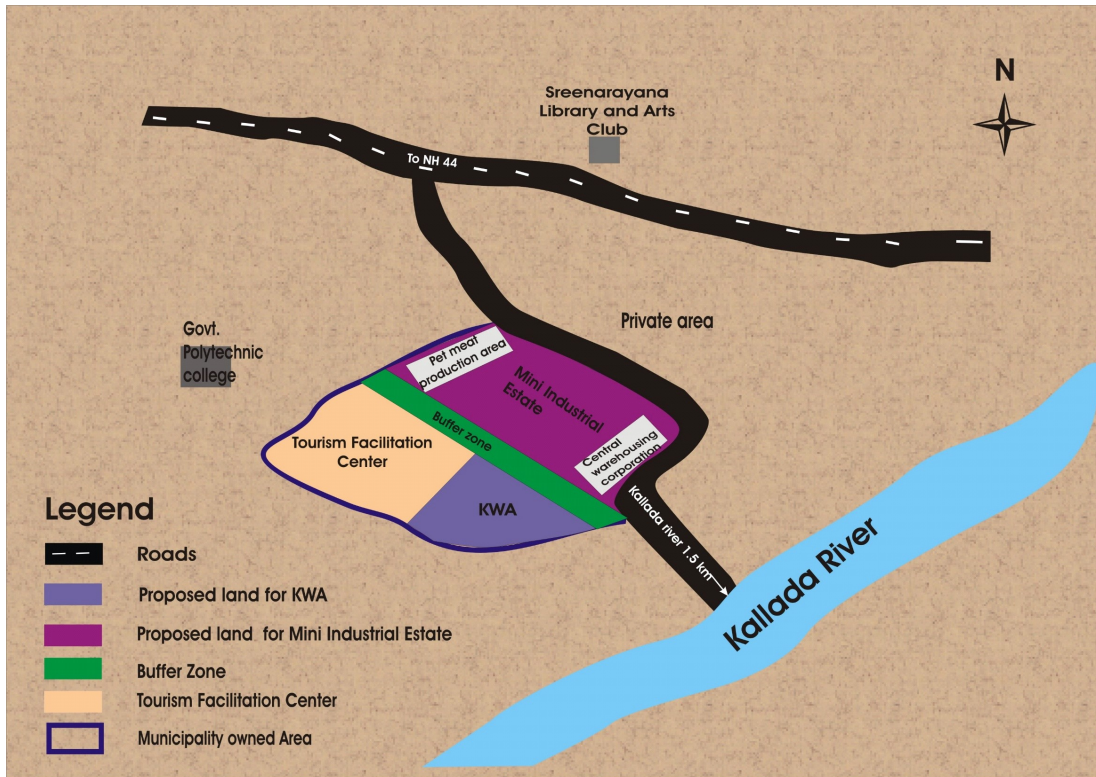 N
Sreenarayana
Library and Arts
Club
To NH 44
Private area
Govt.
Polytechnic
college
Pet meat
production area
Mini Industrial
Estate
Buffer zone
Tourism Facilitation
Center
Central
warehousing
corporation
KWA
Kallada river 1.5 km
Kallada River
Legend
Roads
Proposed land for KWA
Proposed land for Mini Industrial Estate
Buffer Zone
Tourism Facilitation Center
Municipality owned Area